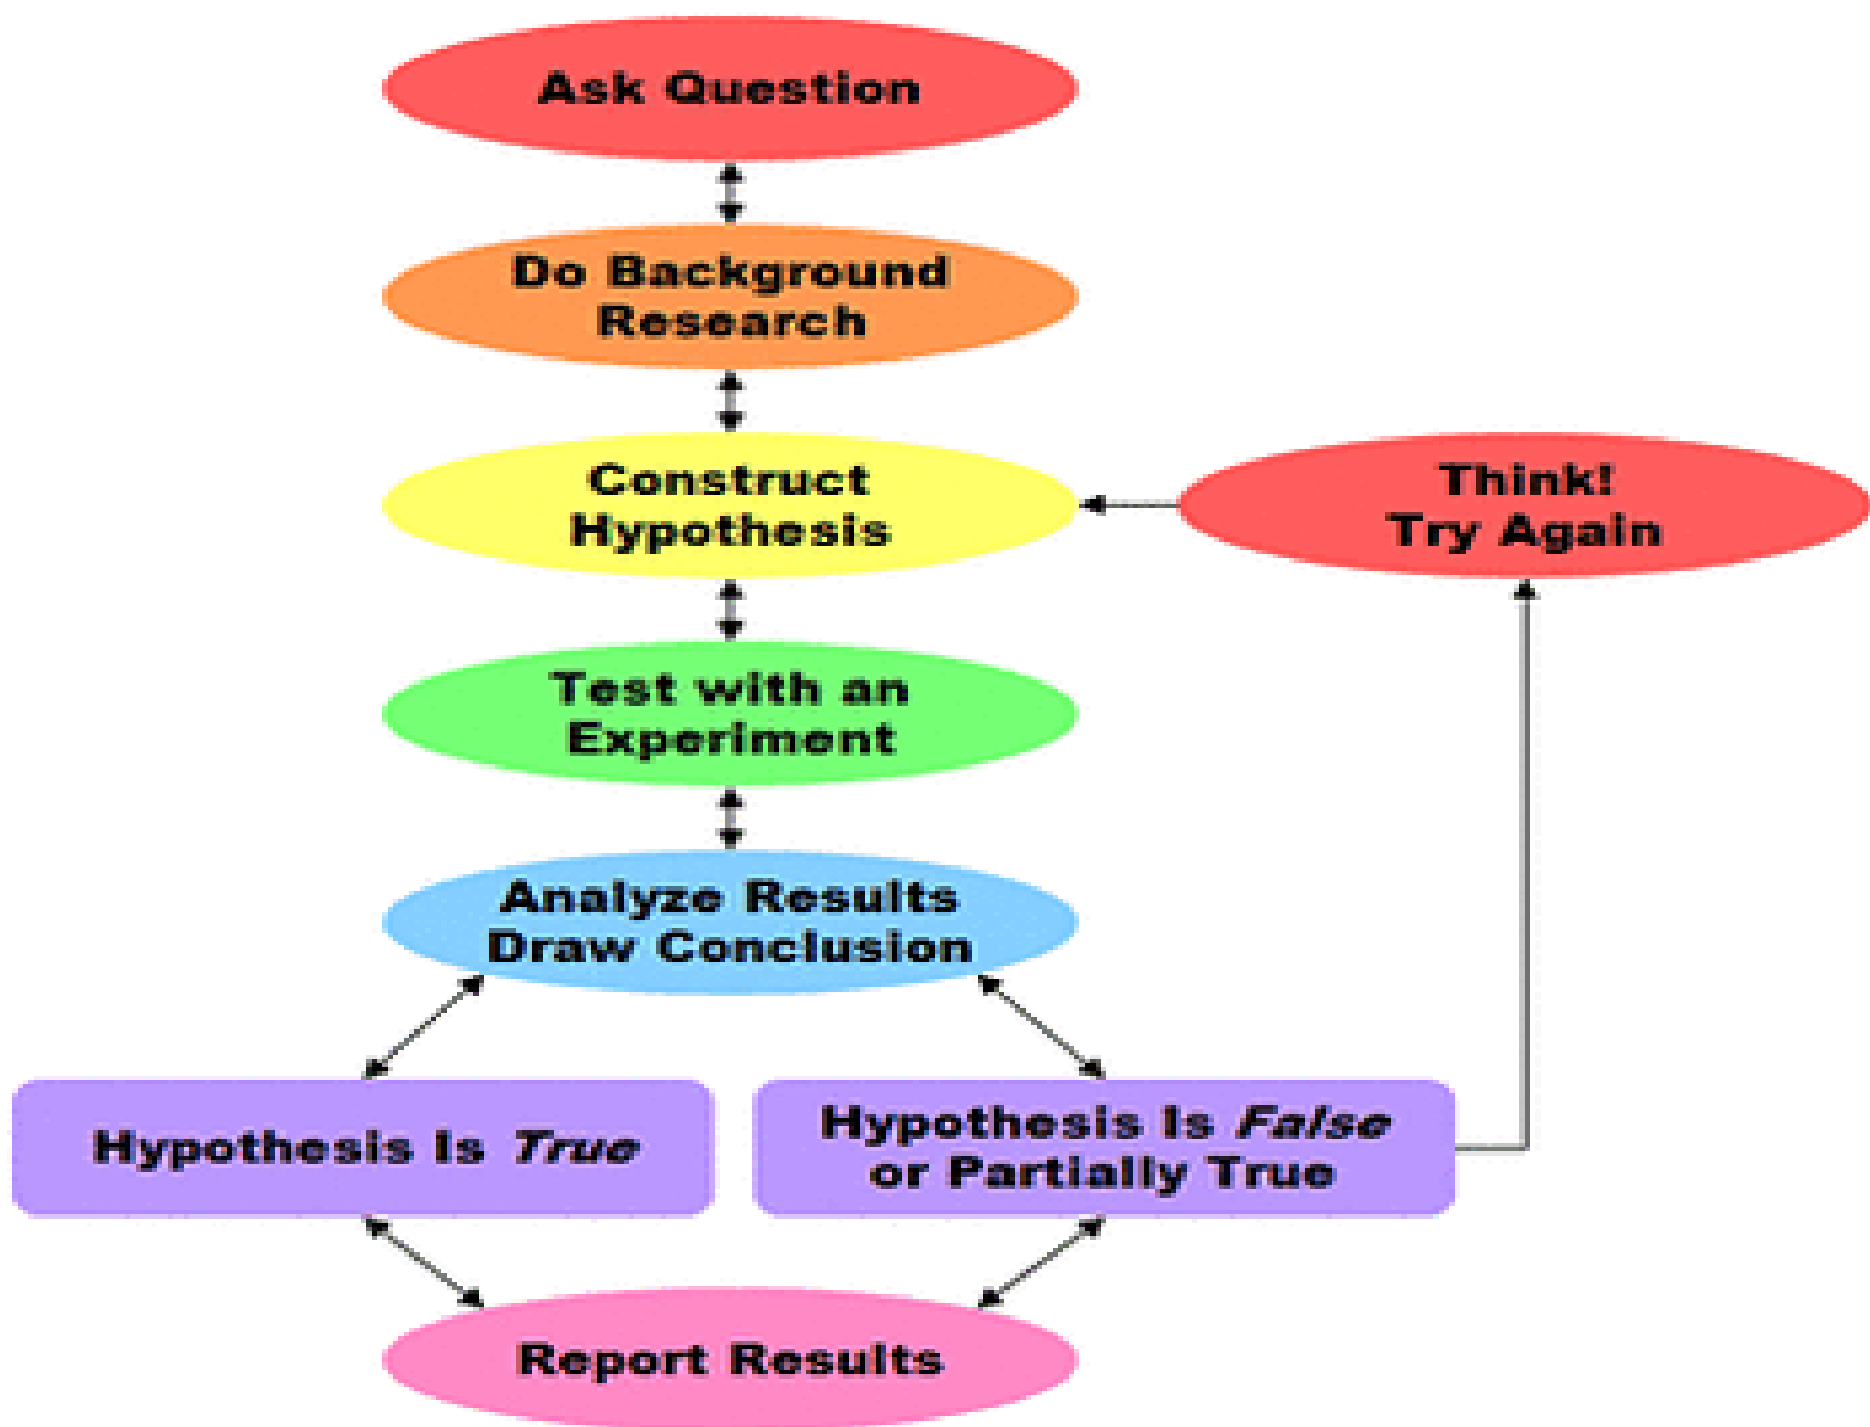 Ask Question
Do Background
Research
Construct
Hypothesis
Think!
Try Again
Test with an
Experiment
Analyze Results
Draw Conclusion
Hypothesis Is True
Hypothesis Is False
or Partially True
Report Results